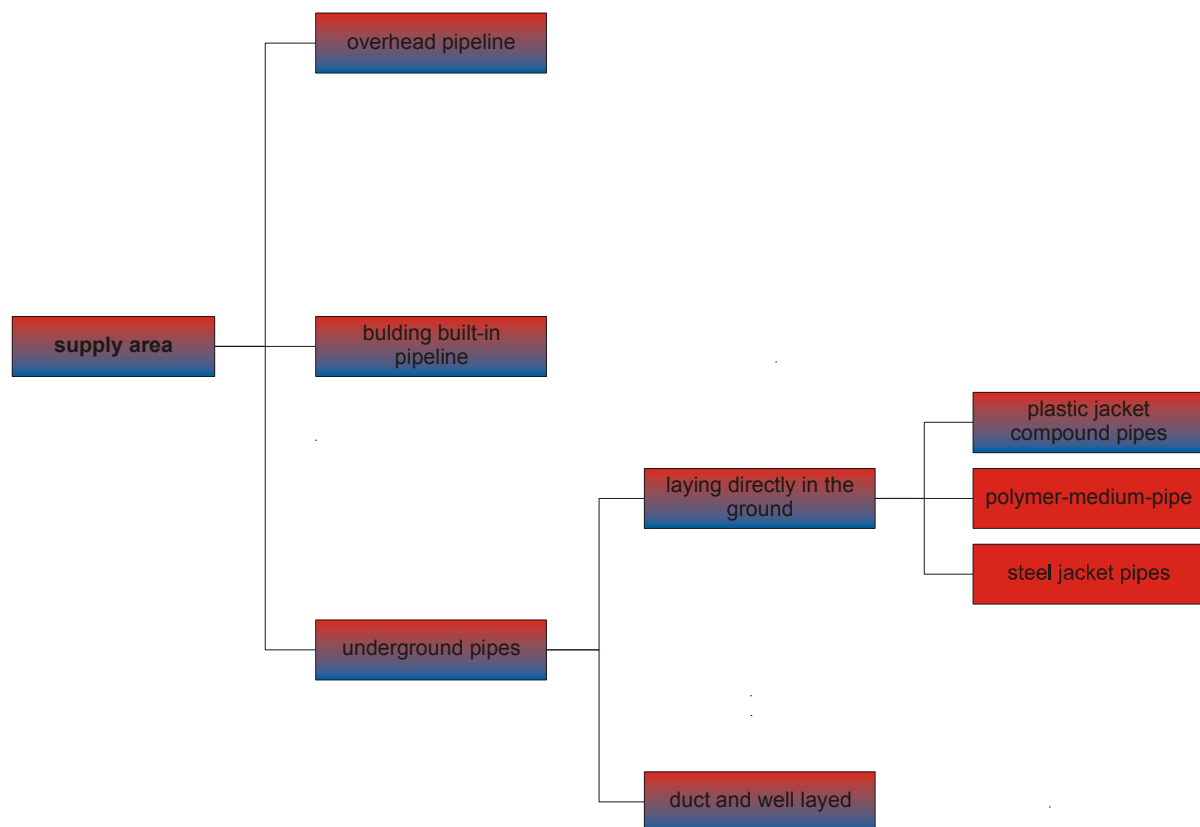 overhead pipeline
supply area
bulding built-in
pipeline
plastic jacket
compound pipes
laying directly in the
ground
polymer-medium-pipe
steel jacket pipes
underground pipes
duct and well layed